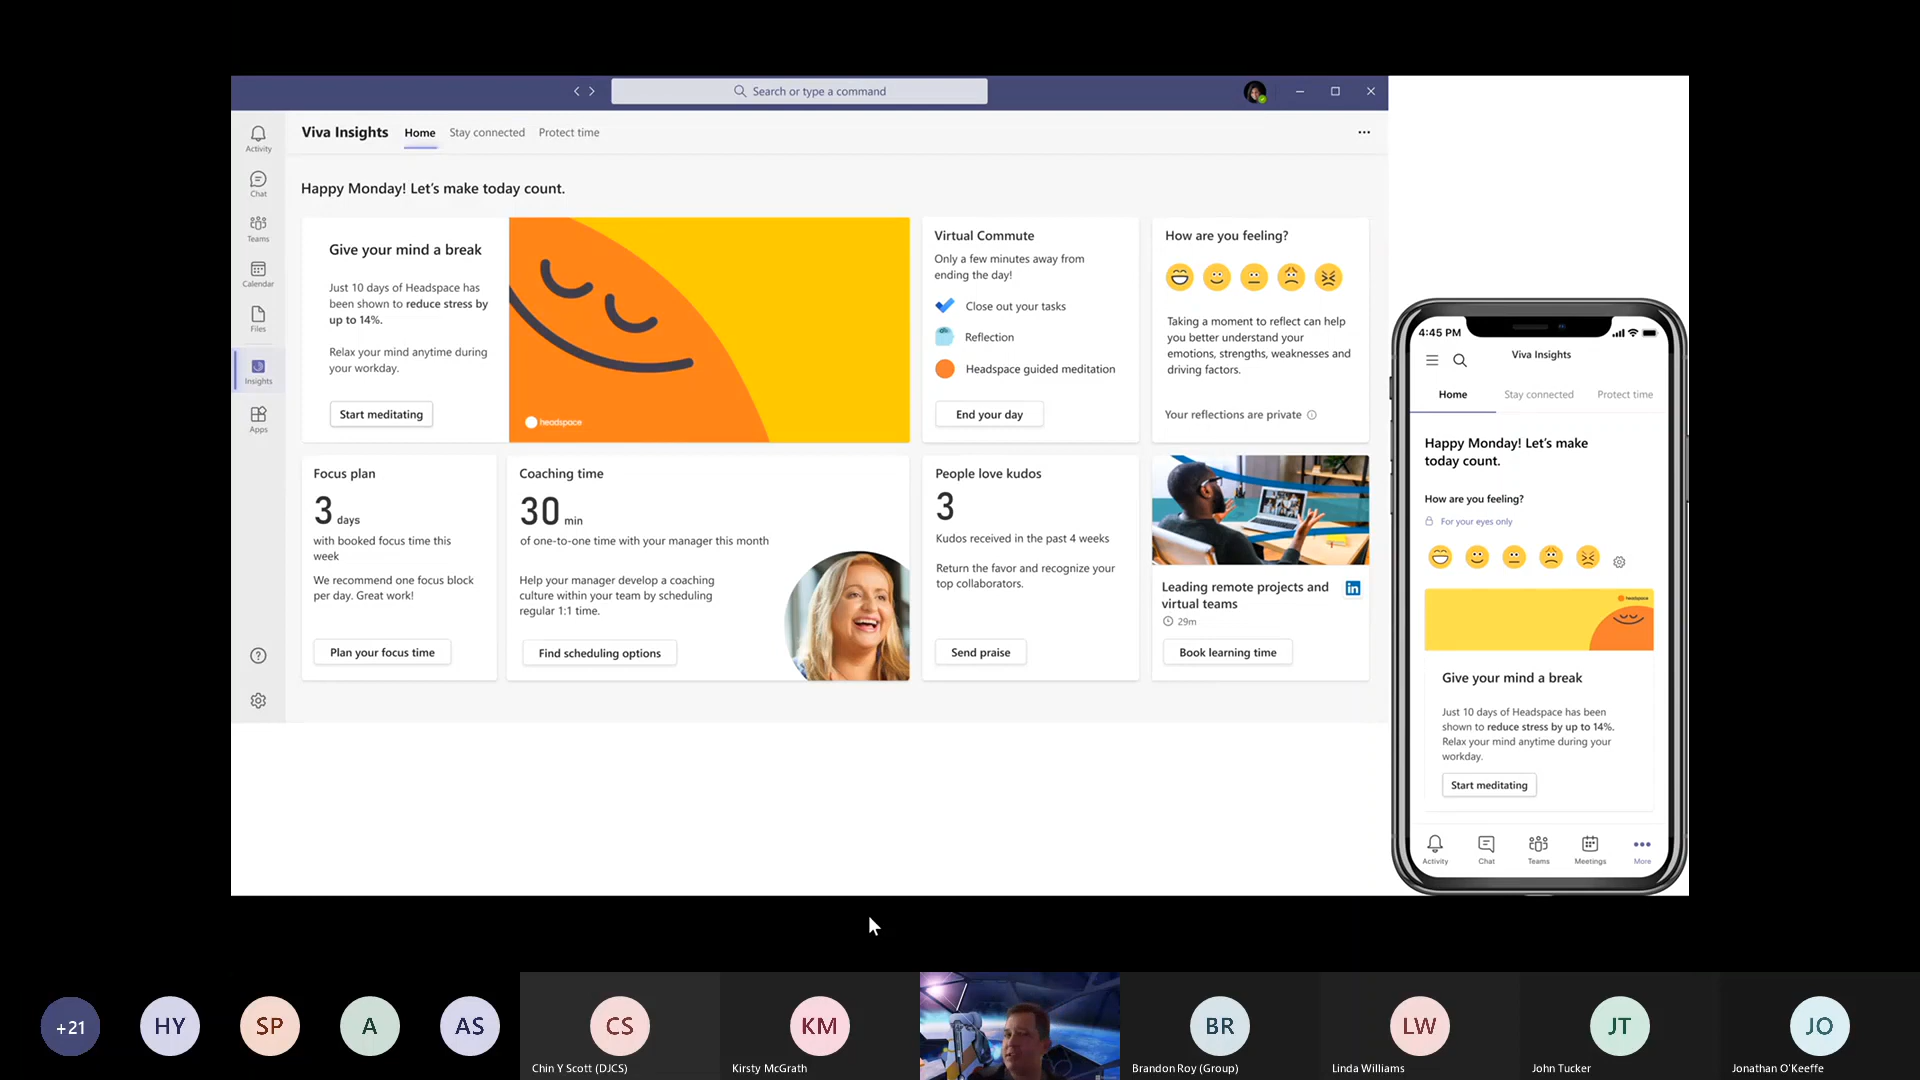 Search or type a command
Viva Insights Home Stay connected Protect time
Activity
Chat
Teams
Calendar
Files
Insights
Apps
Happy Monday! Let's make today count.
Give your mind a break
Just 10 days of Headspace has
been shown to reduce stress by
up to 14%.
Relax your mind anytime during
your workday.
Start meditating
headspace
Virtual Commute
Only a few minutes away from
ending the day!
Close out your tasks
Reflection
Headspace guided meditation
End your day
How are you feeling?
Taking a moment to reflect can help
you better understand your
emotions, strengths, weaknesses and
driving factors.
Your reflections are private
Focus plan
3 days
with booked focus time this
week
We recommend one focus block
per day. Great work!
Plan your focus time
Coaching time
30 min
of one-to-one time with your manager this month
Help your manager develop a coaching
culture within your team by scheduling
regular 1:1 time.
Find scheduling options
People love kudos
3
Kudos received in the past 4 weeks
Return the favor and recognize your
top collaborators.
Send praise
Leading remote projects and
virtual teams
in
29m
Book learning time
4:45 PM
Viva Insights
Home Stay connected Protect time
Happy Monday! Let's make
today count.
How are you feeling?
For your eyes only
headspace
Give your mind a break
Just 10 days of Headspace has been
shown to reduce stress by up to 14%.
Relax your mind anytime during your
workday.
Start meditating
Activity Chat Teams Meetings More
+21 HY SP A AS CS KM BR LW JT JO
Chin Y Scott (DJCS) Kirsty McGrath Brandon Roy (Group) Linda Williams John Tucker Jonathan O'Keeffe